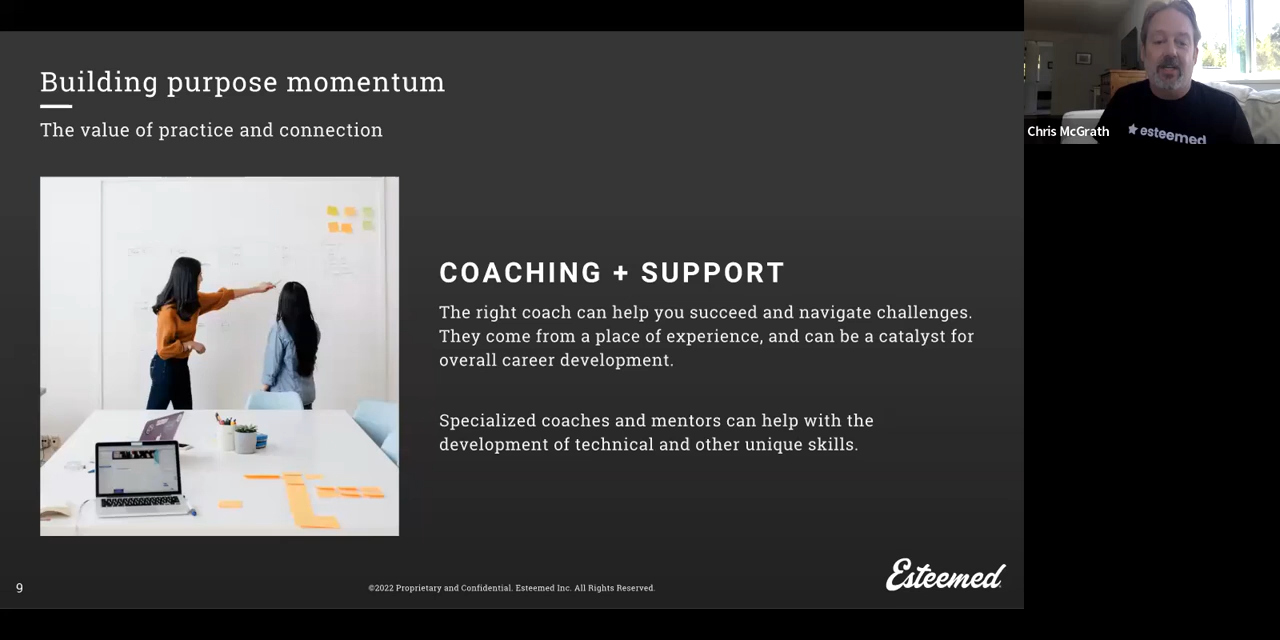 Building purpose momentum
The value of practice and connection
COACHING + SUPPORT
The right coach can help you succeed and navigate challenges.
They come from a place of experience, and can be a catalyst for
overall career development.
Specialized coaches and mentors can help with the
development of technical and other unique skills.
9
©2022 Proprietary and Confidential. Esteemed Inc. All Rights Reserved.
Esteemed
Chris McGrath
esteemed